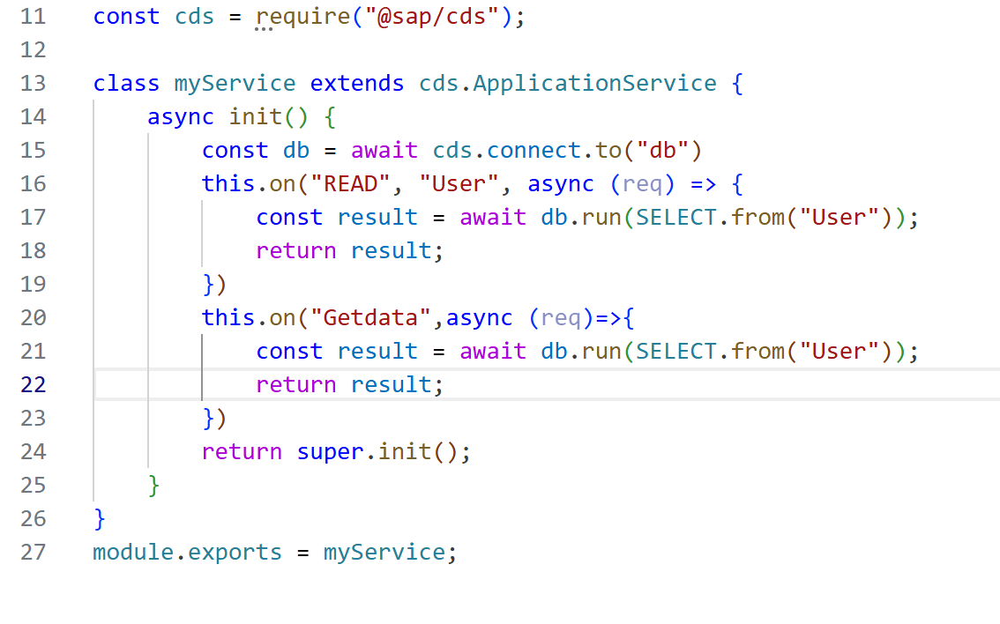 11 const cds = require("@sap/cds");
12
13 class myService extends cds.ApplicationService {
14 async init() {
15 const db = await cds.connect.to("db")
16 this.on("READ", "User", async (req) => {
17 const result = await db.run(SELECT.from("User"));
18 return result;
19 })
20 this.on("Getdata",async (req)=>{
21 const result = await db.run(SELECT.from("User"));
22 return result;
23 })
24 return super.init();
25 }
26 }
27 module.exports = myService;